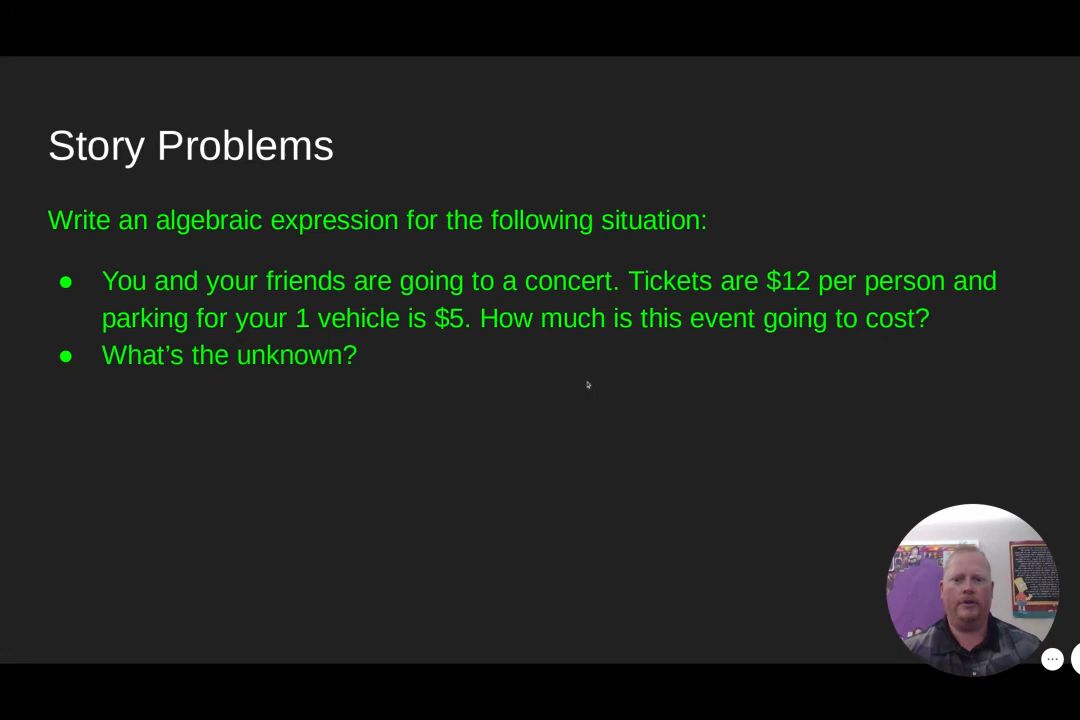 Story Problems
Write an algebraic expression for the following situation:
● You and your friends are going to a concert. Tickets are $12 per person and
parking for your 1 vehicle is $5. How much is this event going to cost?
● What’s the unknown?